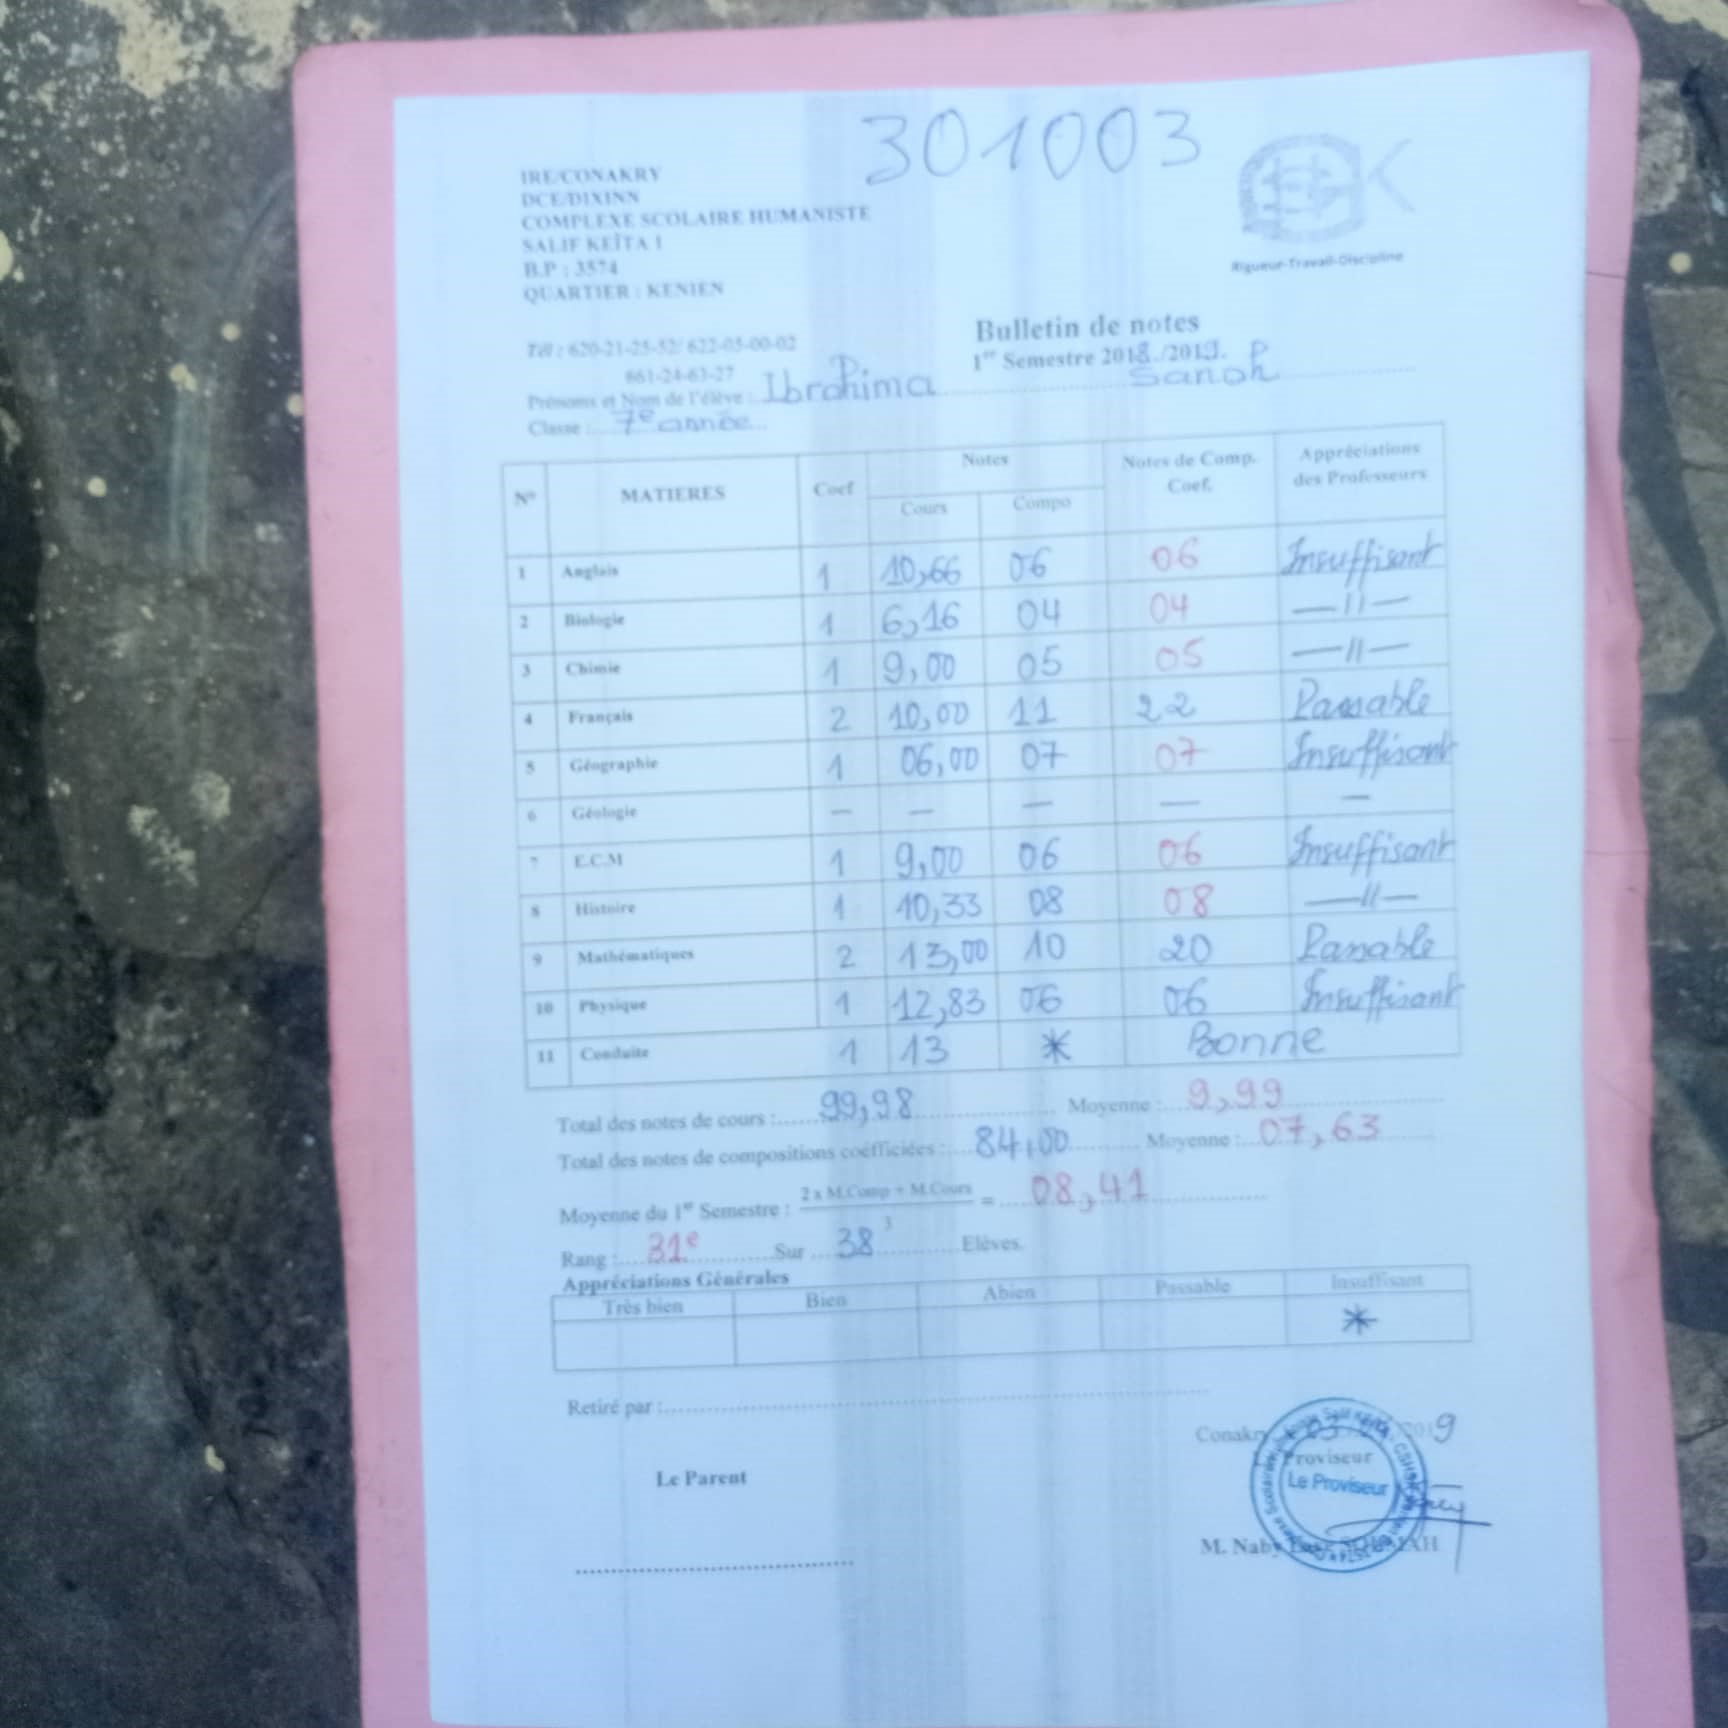 301003
IRE/CONAKRY
DCE/DIXINN
COMPLEXE SCOLAIRE HUMANISTE
SALIF KEÏTA 1
B.P : 3574
QUARTIER : KENIEN
Rigueur-Travail-Discipline
Tél : 620-21-25-52/ 622-05-00-02
661-24-63-27
Bulletin de notes
1er Semestre 2018./2019.
Prénoms et Nom de l'élève : Ibrahima Sanoh
Classe : 7e année
N° MATIERES Coef Notes Notes de Comp. Coef. Appréciations des Professeurs
Cours Compo
1 Anglais 1 10,66 06 06 Insuffisant
2 Biologie 1 6,16 04 04 —//—
3 Chimie 1 9,00 05 05 —//—
4 Français 2 10,00 11 22 Passable
5 Géographie 1 06,00 07 07 Insuffisant
6 Géologie — — — — —
7 E.C.M 1 9,00 06 06 Insuffisant
8 Histoire 1 10,33 08 08 —//—
9 Mathématiques 2 13,00 10 20 Passable
10 Physique 1 12,83 06 06 Insuffisant
11 Conduite 1 13 * Bonne
Total des notes de cours : 99,98 Moyenne : 9,99
Total des notes de compositions coéfficiées : 84,00 Moyenne : 07,63
Moyenne du 1er Semestre : 2 x M.Comp + M.Cours = 08,41
3
Rang : 31e Sur 38 Elèves.
Appréciations Générales
Très bien Bien Abien Passable Insuffisant
*
Retiré par :
Conakry 03 2019
Le Parent
Proviseur
Le Proviseur
M. Naby